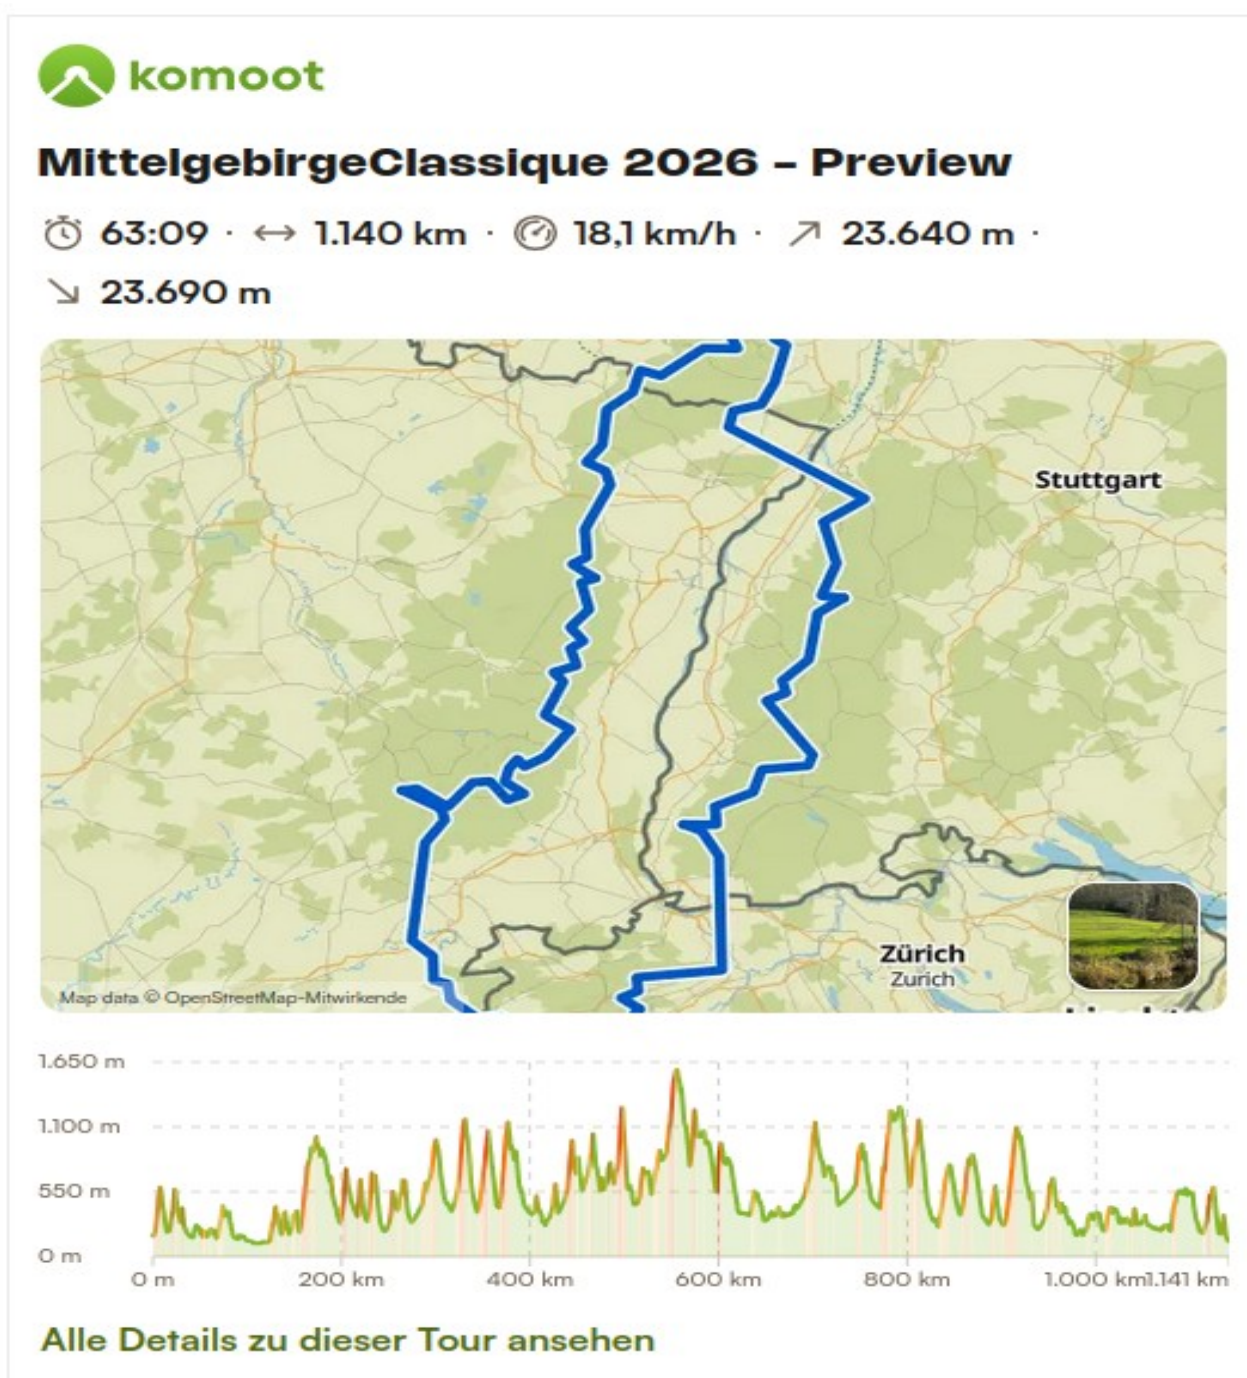 komoot
MittelgebirgeClassique 2026 – Preview
63:09 · 1.140 km · 18,1 km/h · 23.640 m ·
23.690 m
Stuttgart
Zürich
Zurich
Map data © OpenStreetMap-Mitwirkende
1.650 m
1.100 m
550 m
0 m
0 m 200 km 400 km 600 km 800 km 1.000 km 1.141 km
Alle Details zu dieser Tour ansehen